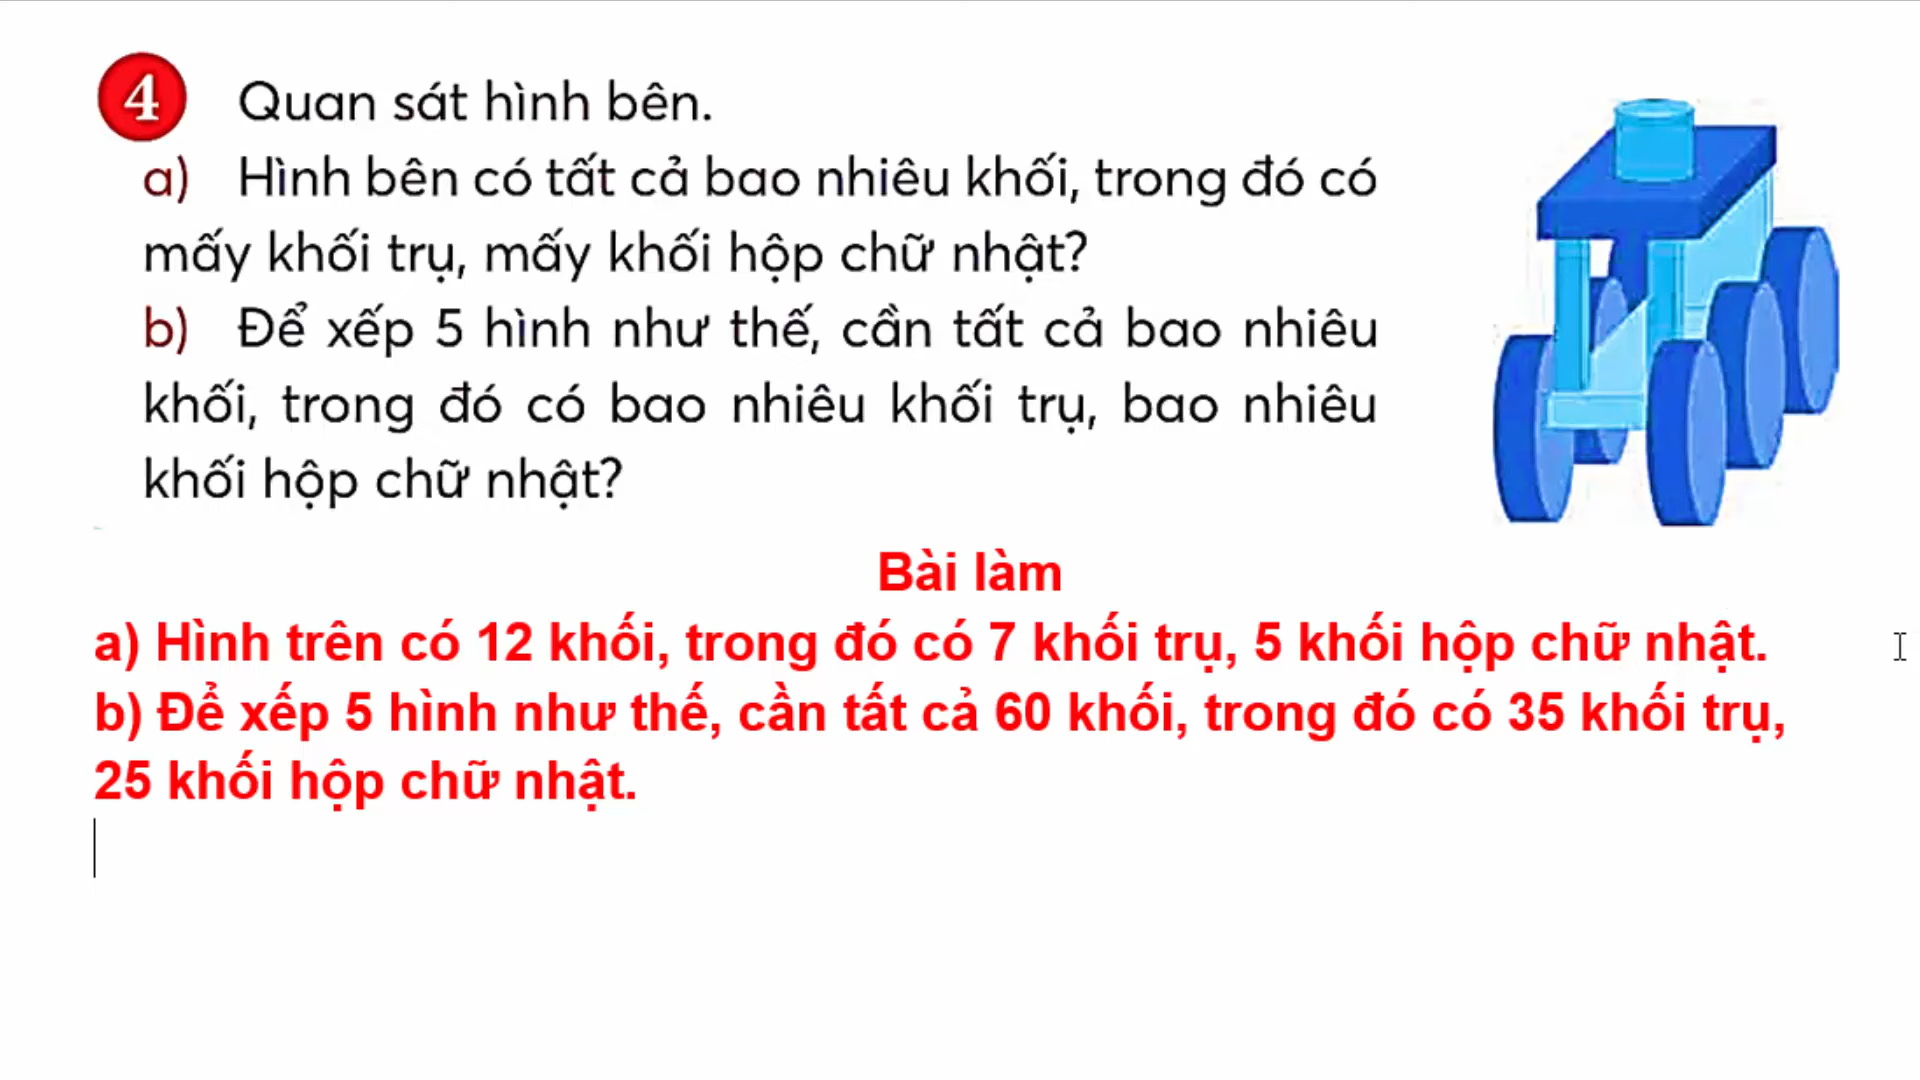 4 Quan sát hình bên.
a) Hình bên có tất cả bao nhiêu khối, trong đó có
mấy khối trụ, mấy khối hộp chữ nhật?
b) Để xếp 5 hình như thế, cần tất cả bao nhiêu
khối, trong đó có bao nhiêu khối trụ, bao nhiêu
khối hộp chữ nhật?
Bài làm
a) Hình trên có 12 khối, trong đó có 7 khối trụ, 5 khối hộp chữ nhật.
b) Để xếp 5 hình như thế, cần tất cả 60 khối, trong đó có 35 khối trụ,
25 khối hộp chữ nhật.